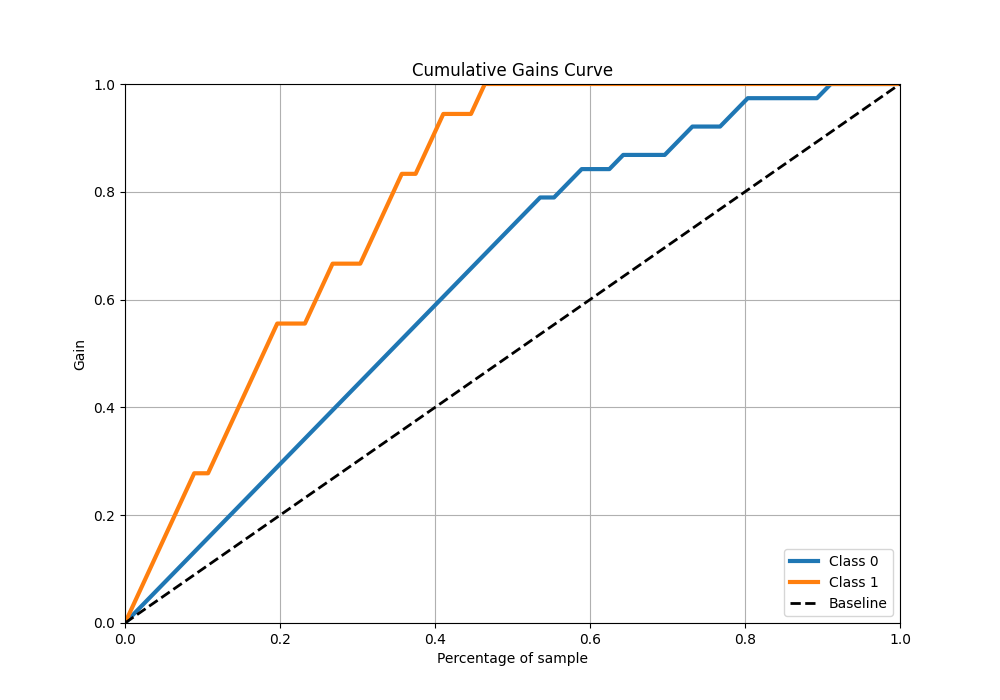 Cumulative Gains Curve
1.0
0.8
0.6
0.4
0.2
0.0
Gain
0.0 0.2 0.4 0.6 0.8 1.0
Percentage of sample
Class 0
Class 1
Baseline